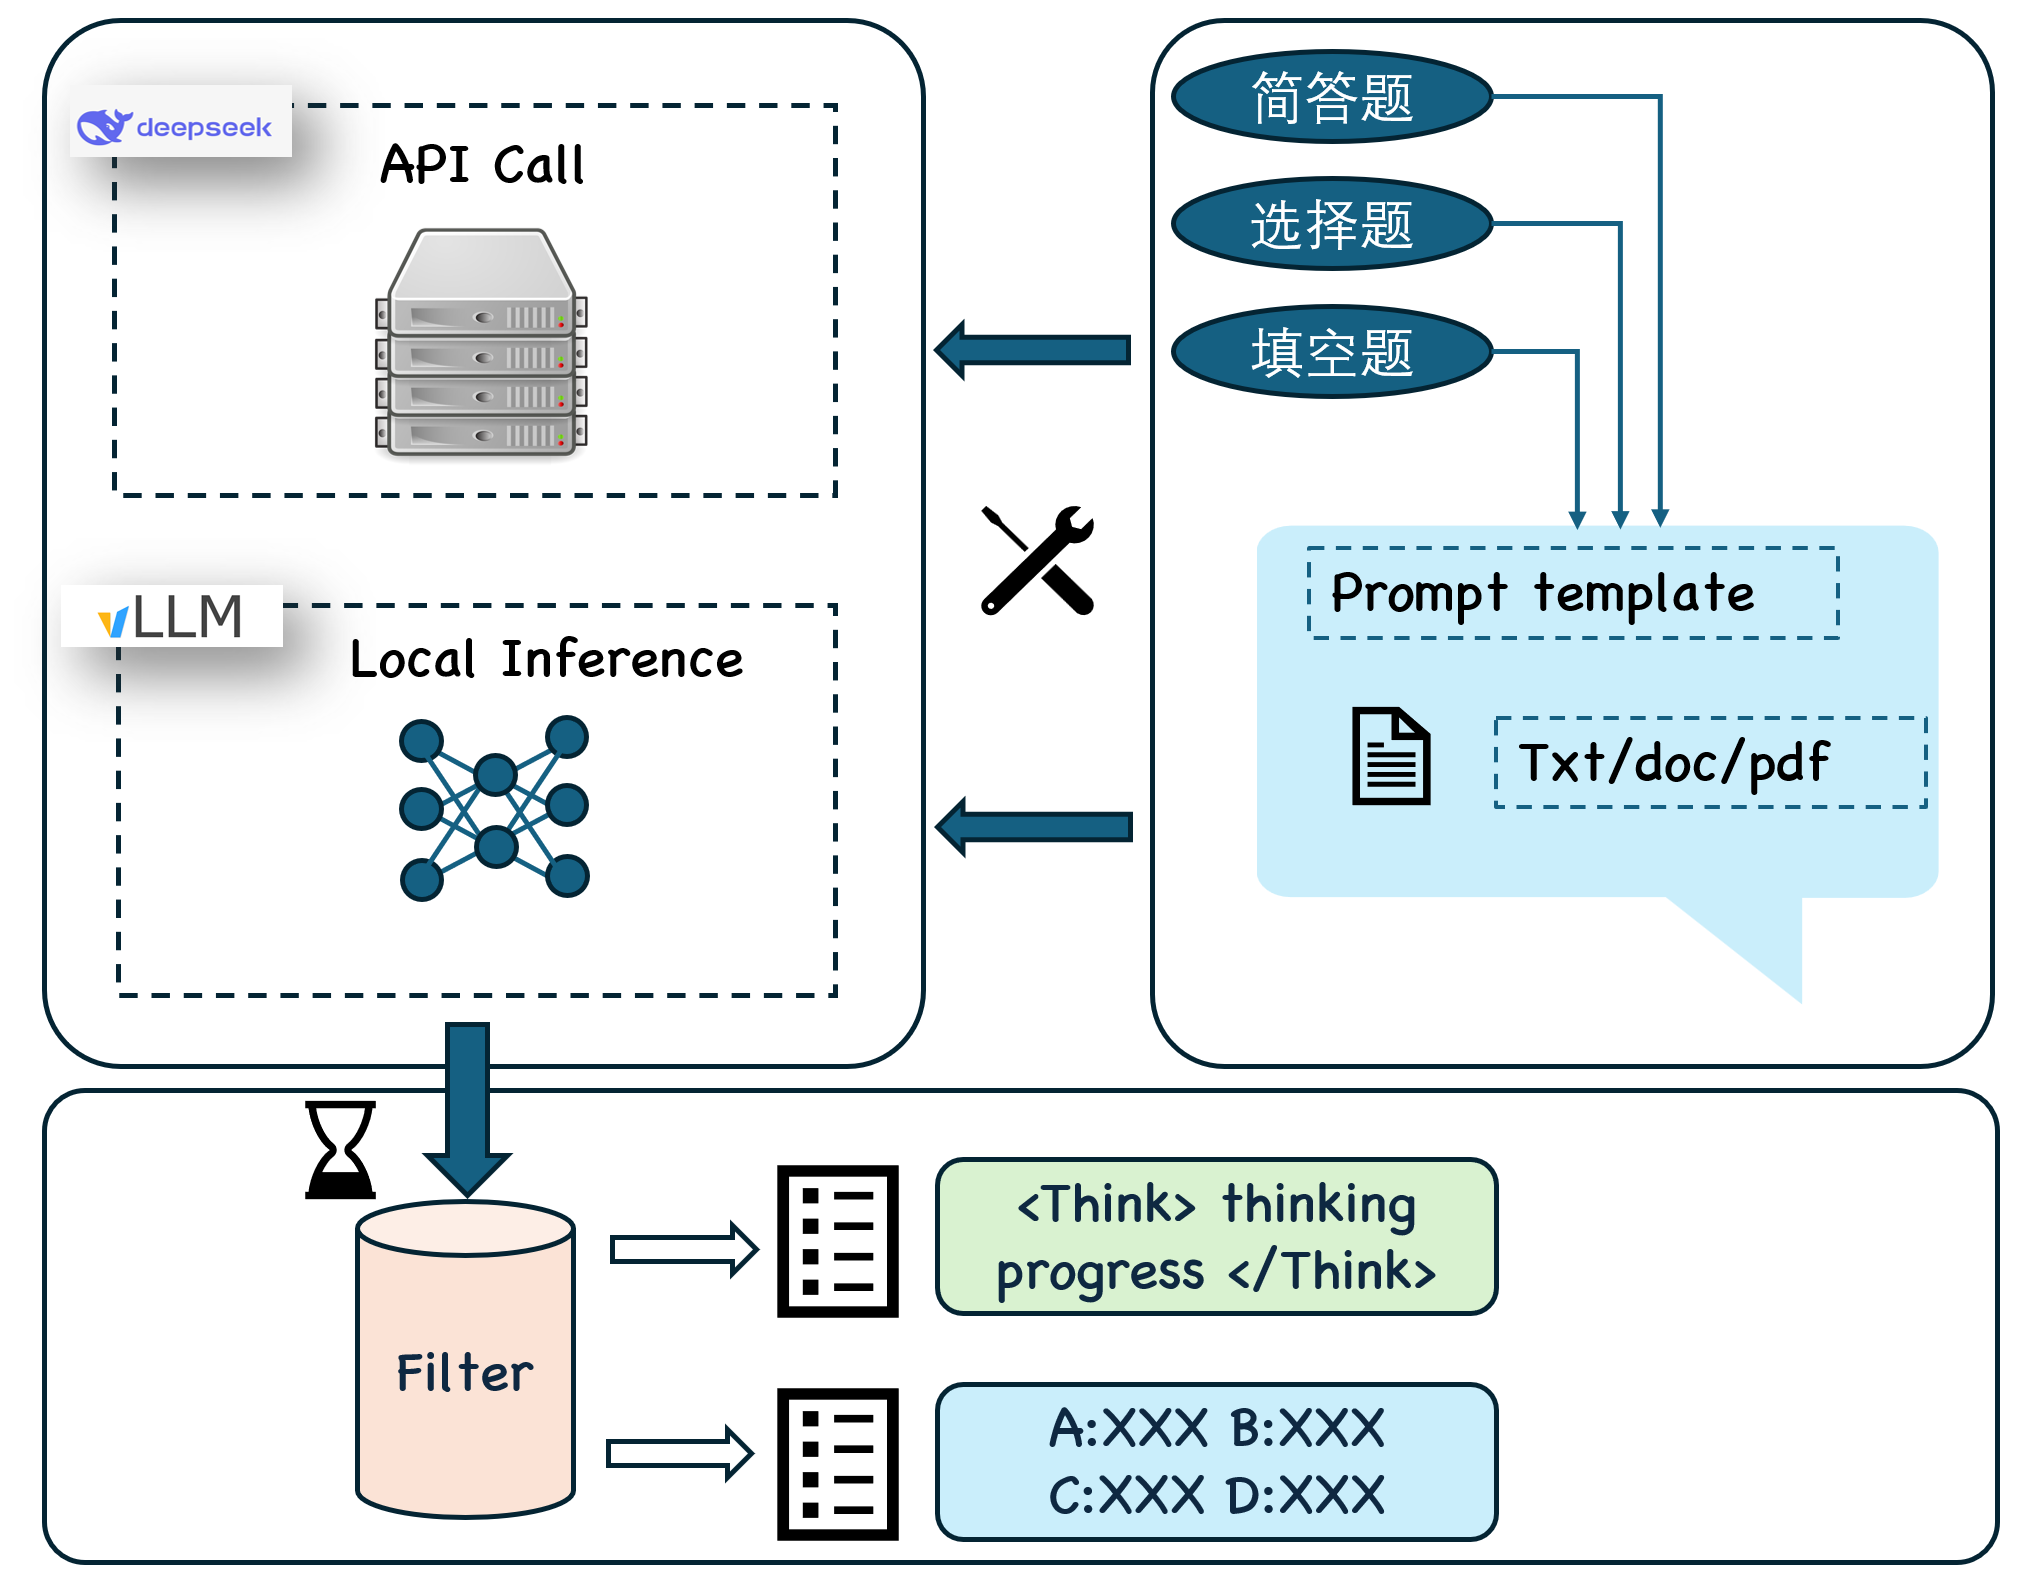 deepseek
API Call
vLLM
Local Inference
简答题
选择题
填空题
Prompt template
Txt/doc/pdf
Filter
<Think> thinking
progress </Think>
A:XXX B:XXX
C:XXX D:XXX